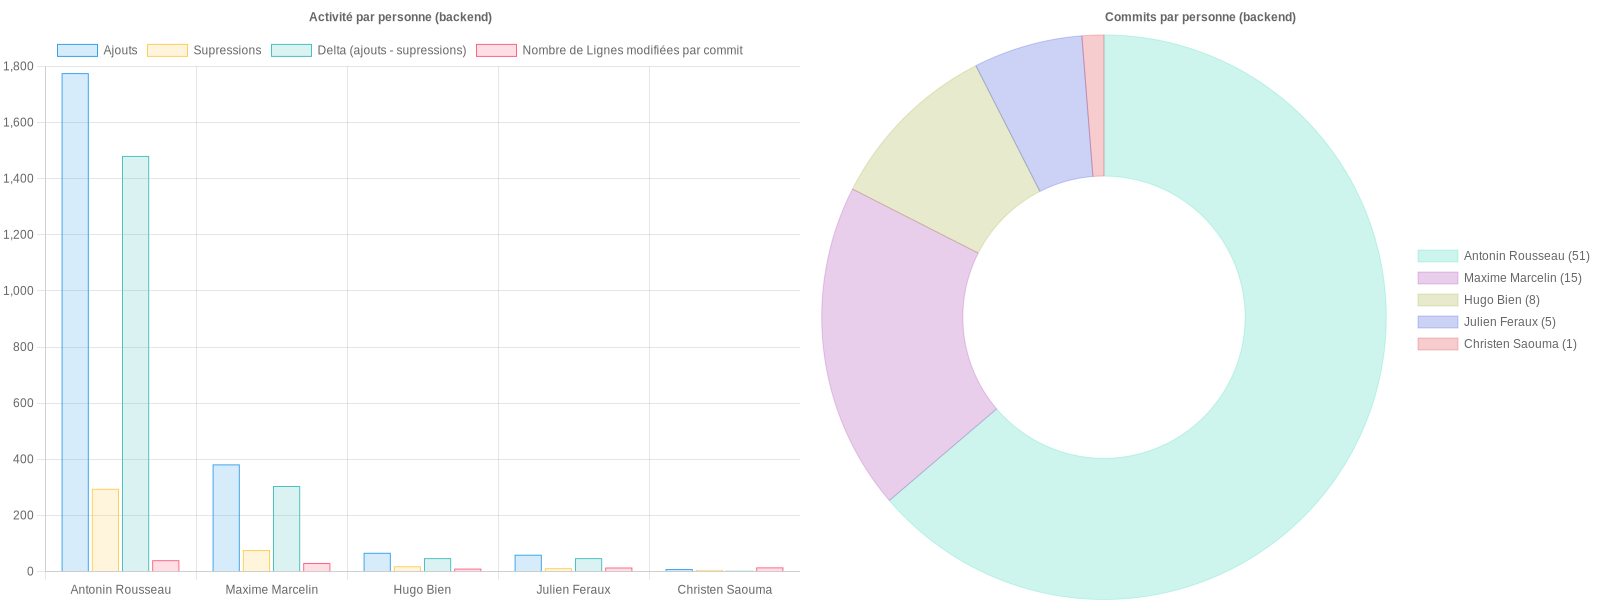 Activité par personne (backend)
Ajouts
Supressions
Delta (ajouts - supressions)
Nombre de Lignes modifiées par commit
1,800
1,600
1,400
1,200
1,000
800
600
400
200
0
Antonin Rousseau
Maxime Marcelin
Hugo Bien
Julien Feraux
Christen Saouma
Commits par personne (backend)
Antonin Rousseau (51)
Maxime Marcelin (15)
Hugo Bien (8)
Julien Feraux (5)
Christen Saouma (1)